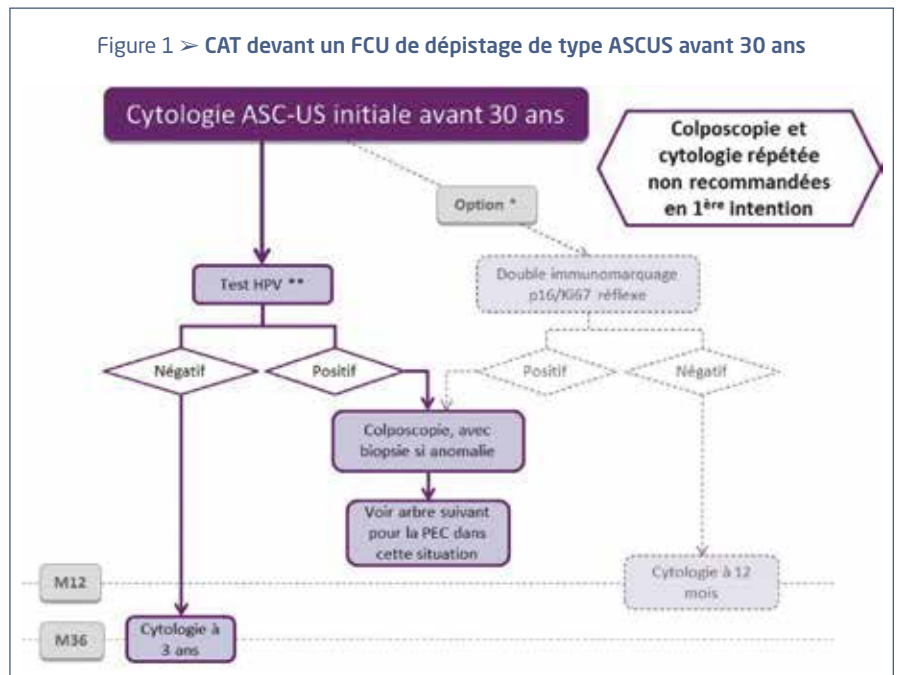 Figure 1 ➢ CAT devant un FCU de dépistage de type ASCUS avant 30 ans
Cytologie ASC-US initiale avant 30 ans
Colposcopie et
cytologie répétée
non recommandées
en 1ère intention
Option *
Test HPV **
Double immunomarquage
p16/Ki67 réflexe
Négatif
Positif
Positif
Négatif
Colposcopie, avec
biopsie si anomalie
Voir arbre suivant
pour la PEC dans
cette situation
M12
Cytologie à 12
mois
M36
Cytologie à
3 ans